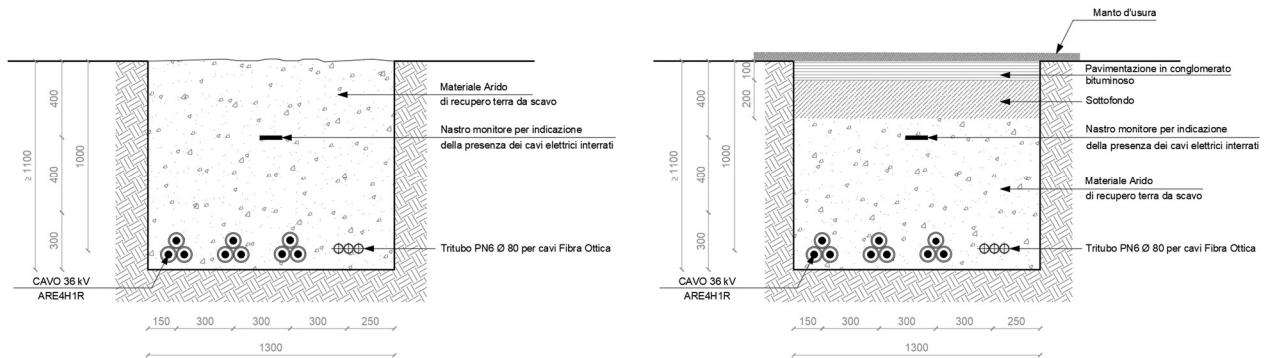 Materiale Arido
di recupero terra da scavo
Nastro monitore per indicazione
della presenza dei cavi elettrici interrati
Tritubo PN6 Ø 80 per cavi Fibra Ottica
CAVO 36 kV
ARE4H1R
≥ 1100
400
400
300
1000
150
300
300
300
250
1300
Manto d'usura
Pavimentazione in conglomerato
bituminoso
Sottofondo
Nastro monitore per indicazione
della presenza dei cavi elettrici interrati
Materiale Arido
di recupero terra da scavo
Tritubo PN6 Ø 80 per cavi Fibra Ottica
CAVO 36 kV
ARE4H1R
≥ 1100
400
400
300
1000
100
200
150
300
300
300
250
1300